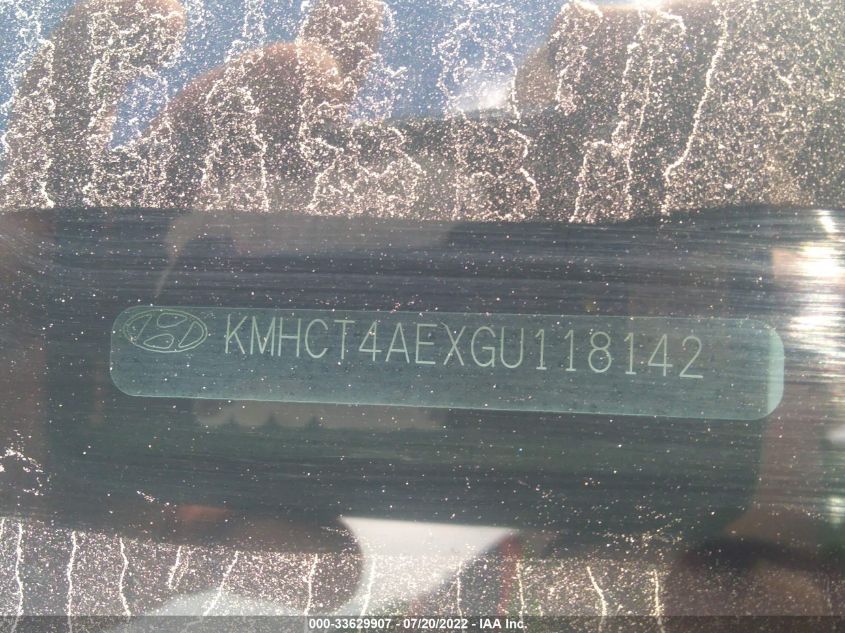 KMHCT4AEXGU118142
000-33629907 - 07/20/2022 - IAA Inc.